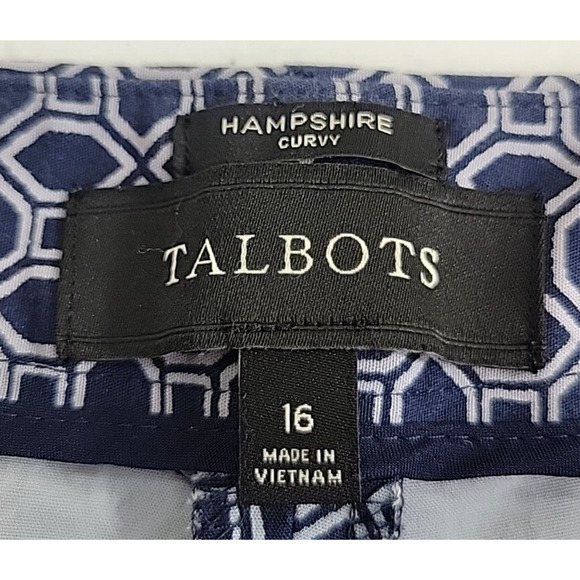 HAMPSHIRE
CURVY
TALBOTS
16
MADE IN
VIETNAM